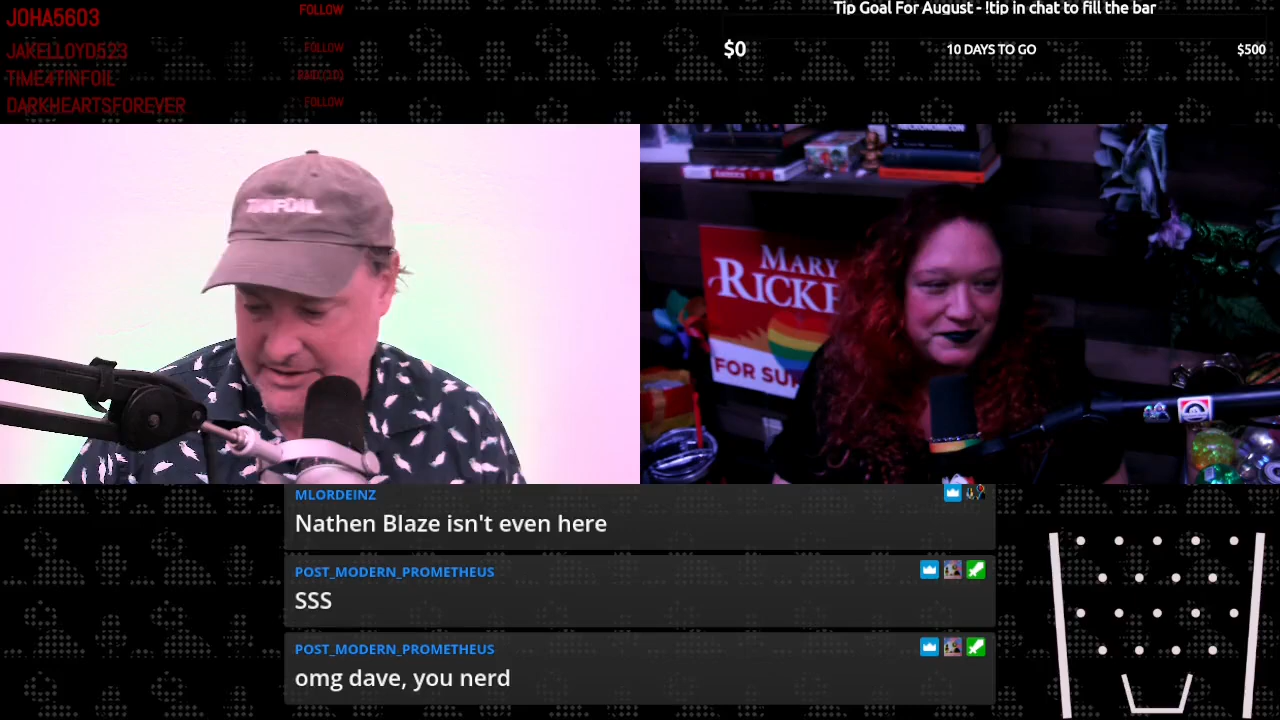 JOHA5603 FOLLOW
JAKELLOYD523 FOLLOW
TIME4TINFOIL
DARKHEARTSFOREVER FOLLOW
Tip Goal For August - !tip in chat to fill the bar
$0 10 DAYS TO GO $500
TINFOIL
NECRONOMICON
MARY
RICKE
FOR SU
MLORDEINZ
Nathen Blaze isn't even here
POST_MODERN_PROMETHEUS
SSS
POST_MODERN_PROMETHEUS
omg dave, you nerd